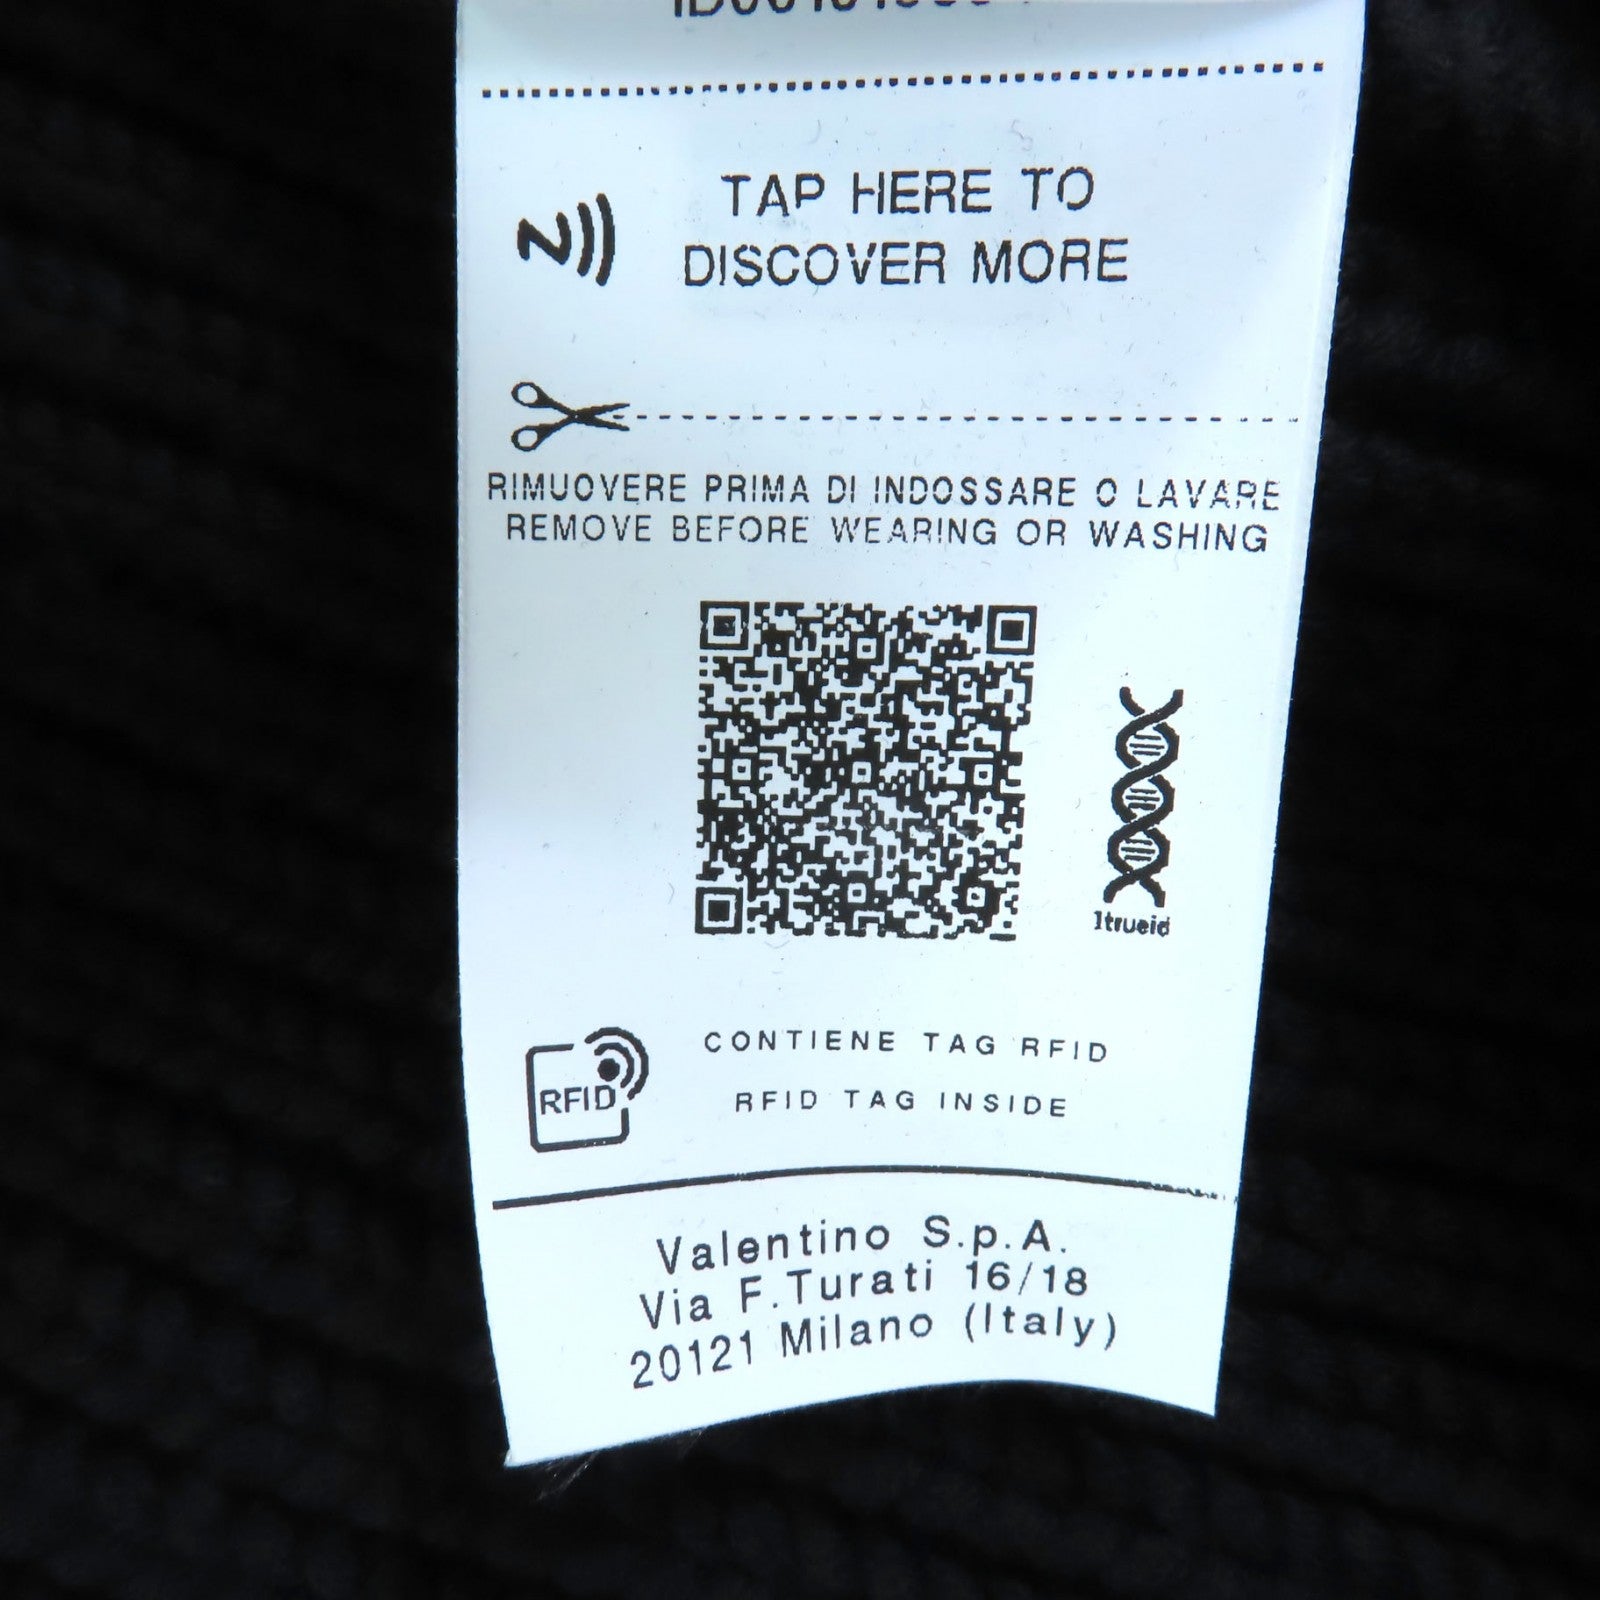 TAP HERE TO
DISCOVER MORE
RIMUOVERE PRIMA DI INDOSSARE O LAVARE
REMOVE BEFORE WEARING OR WASHING
1trueid
CONTIENE TAG RFID
RFID
RFID TAG INSIDE
Valentino S.p.A.
Via F.Turati 16/18
20121 Milano (Italy)